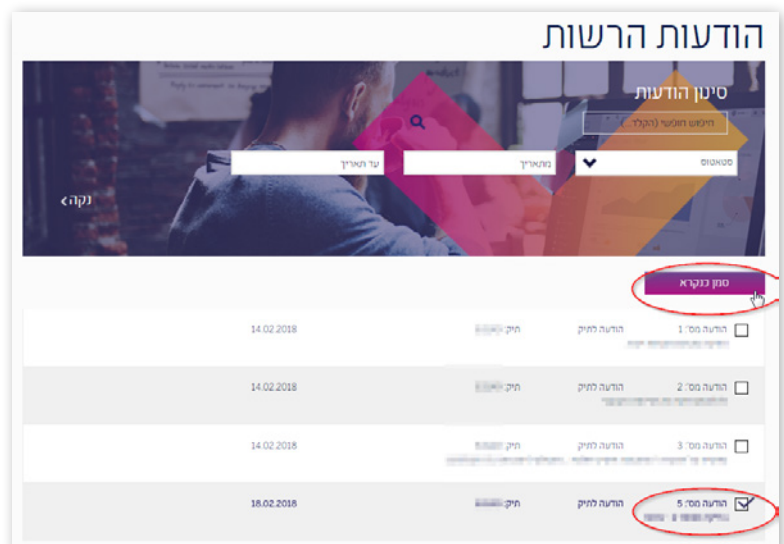 הודעות הרשות
סינון הודעות
חיפוש חופשי (הקלד...)
סטאטוס מתאריך עד תאריך
נקה
סמן כנקרא
הודעה מס': 1 הודעה לתיק תיק: 14.02.2018
הודעה מס': 2 הודעה לתיק תיק: 14.02.2018
הודעה מס': 3 הודעה לתיק תיק: 14.02.2018
הודעה מס': 5 הודעה לתיק תיק: 18.02.2018